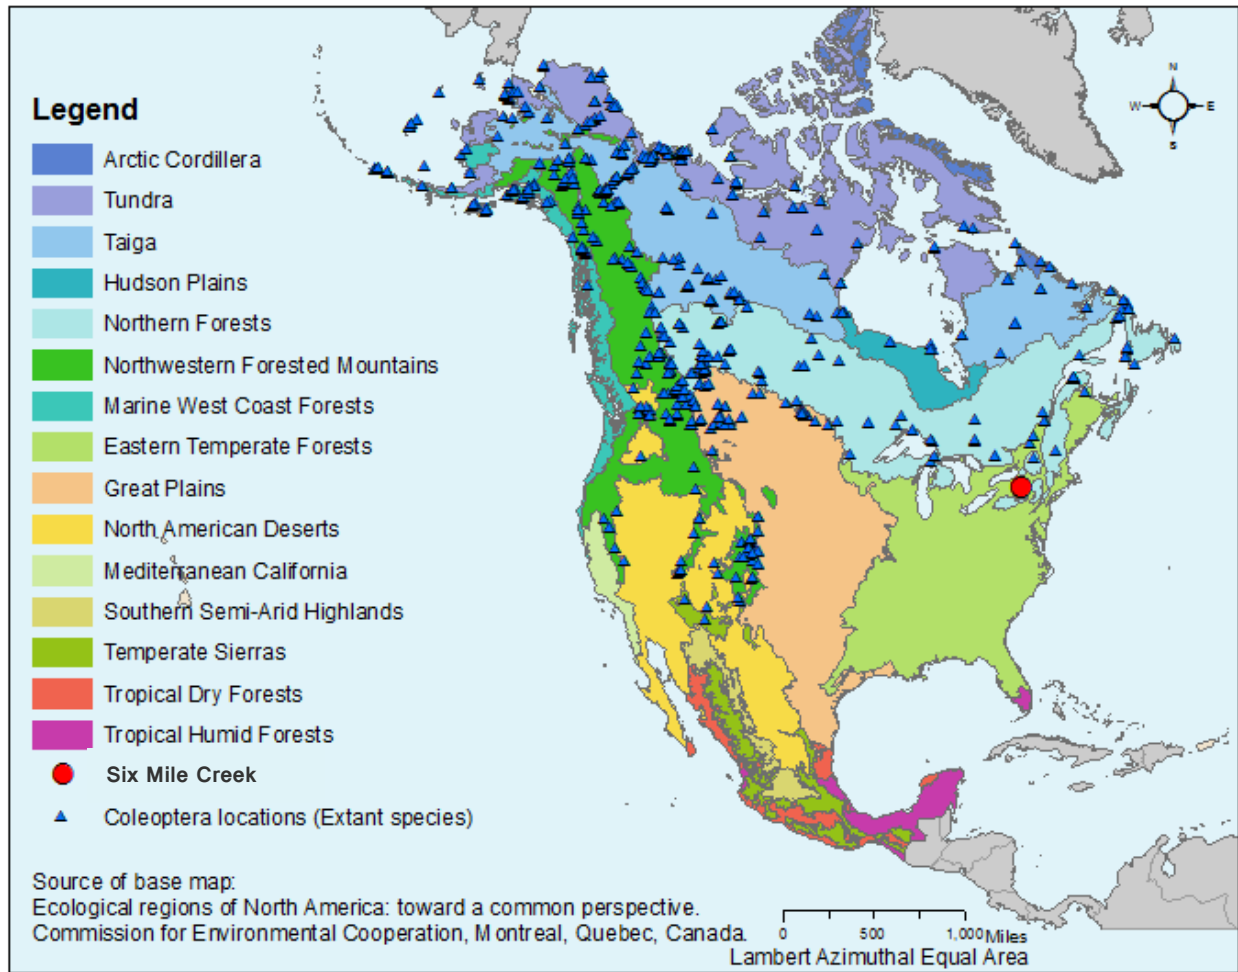 N
W E
S
Legend
Arctic Cordillera
Tundra
Taiga
Hudson Plains
Northern Forests
Northwestern Forested Mountains
Marine West Coast Forests
Eastern Temperate Forests
Great Plains
North American Deserts
Mediterranean California
Southern Semi-Arid Highlands
Temperate Sierras
Tropical Dry Forests
Tropical Humid Forests
Six Mile Creek
Coleoptera locations (Extant species)
Source of base map:
Ecological regions of North America: toward a common perspective.
Commission for Environmental Cooperation, Montreal, Quebec, Canada.
0 500 1,000 Miles
Lambert Azimuthal Equal Area